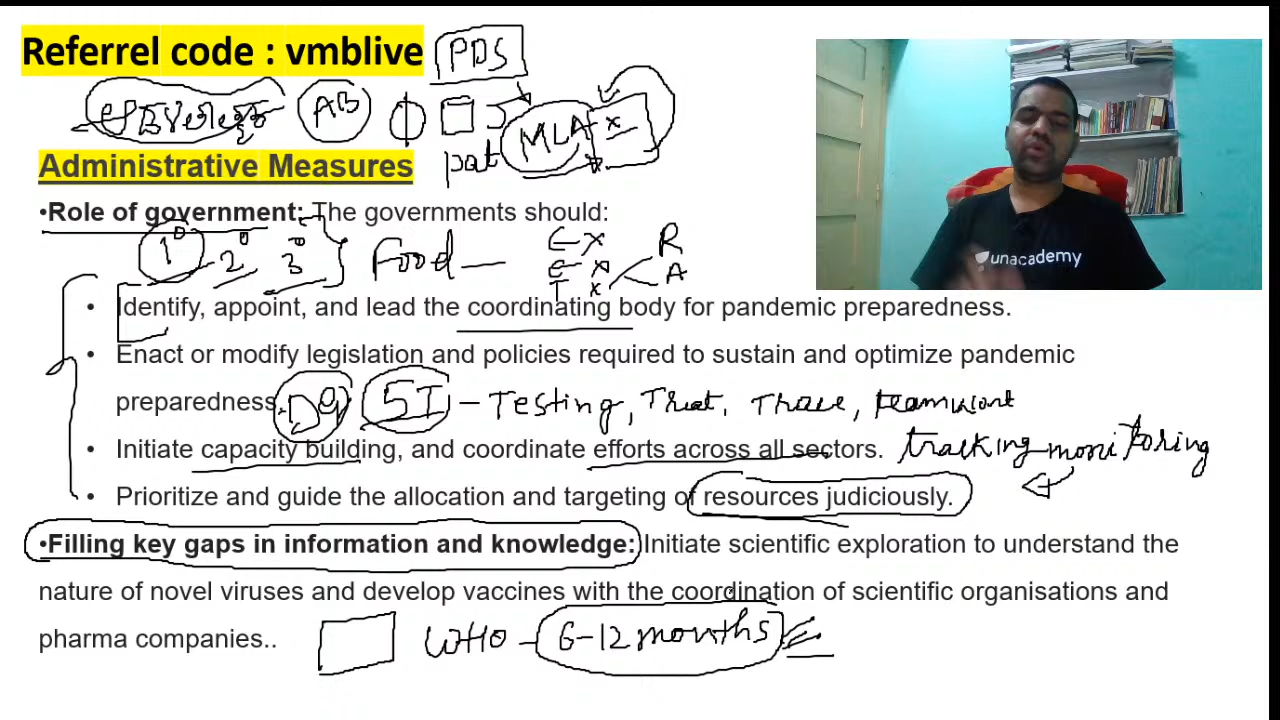 Referrel code : vmblive
PDS
AB
MLA x
pat
Administrative Measures
•Role of government: The governments should:
1° 2° 3° Food — R
A
unacademy
• Identify, appoint, and lead the coordinating body for pandemic preparedness.
• Enact or modify legislation and policies required to sustain and optimize pandemic
preparedness. 5I - Testing, Treat, teamwork
• Initiate capacity building, and coordinate efforts across all sectors. tracking monitoring
• Prioritize and guide the allocation and targeting of resources judiciously.
•Filling key gaps in information and knowledge: Initiate scientific exploration to understand the
nature of novel viruses and develop vaccines with the coordination of scientific organisations and
pharma companies..
WHO - 6-12 months